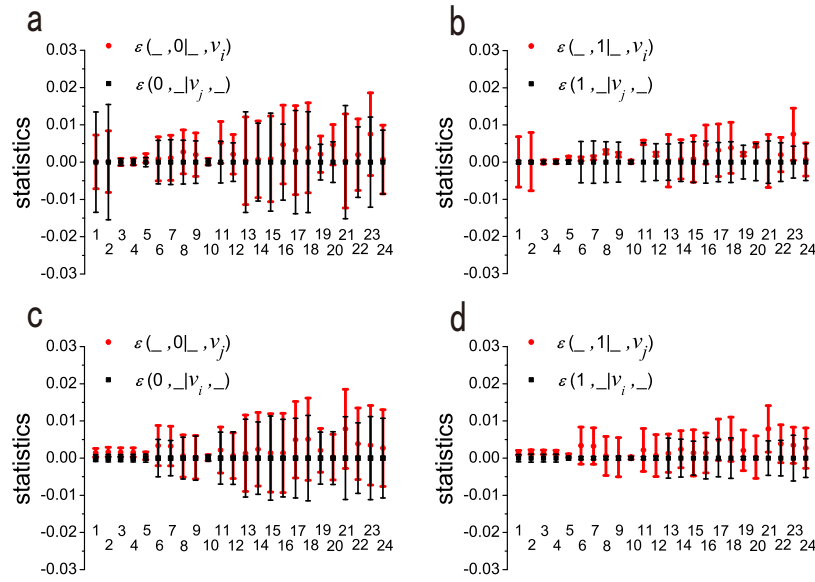 a
0.03
0.02
0.01
0.00
-0.01
-0.02
-0.03
statistics
ε(_ ,0|_ ,v_i)
ε(0 ,_|v_j ,_)
1 3 5 7 9 11 13 15 17 19 21 23
2 4 6 8 10 12 14 16 18 20 22 24
b
0.03
0.02
0.01
0.00
-0.01
-0.02
-0.03
statistics
ε(_ ,1|_ ,v_i)
ε(1 ,_|v_j ,_)
1 3 5 7 9 11 13 15 17 19 21 23
2 4 6 8 10 12 14 16 18 20 22 24
c
0.03
0.02
0.01
0.00
-0.01
-0.02
-0.03
statistics
ε(_ ,0|_ ,v_j)
ε(0 ,_|v_i ,_)
1 3 5 7 9 11 13 15 17 19 21 23
2 4 6 8 10 12 14 16 18 20 22 24
d
0.03
0.02
0.01
0.00
-0.01
-0.02
-0.03
statistics
ε(_ ,1|_ ,v_j)
ε(1 ,_|v_i ,_)
1 3 5 7 9 11 13 15 17 19 21 23
2 4 6 8 10 12 14 16 18 20 22 24